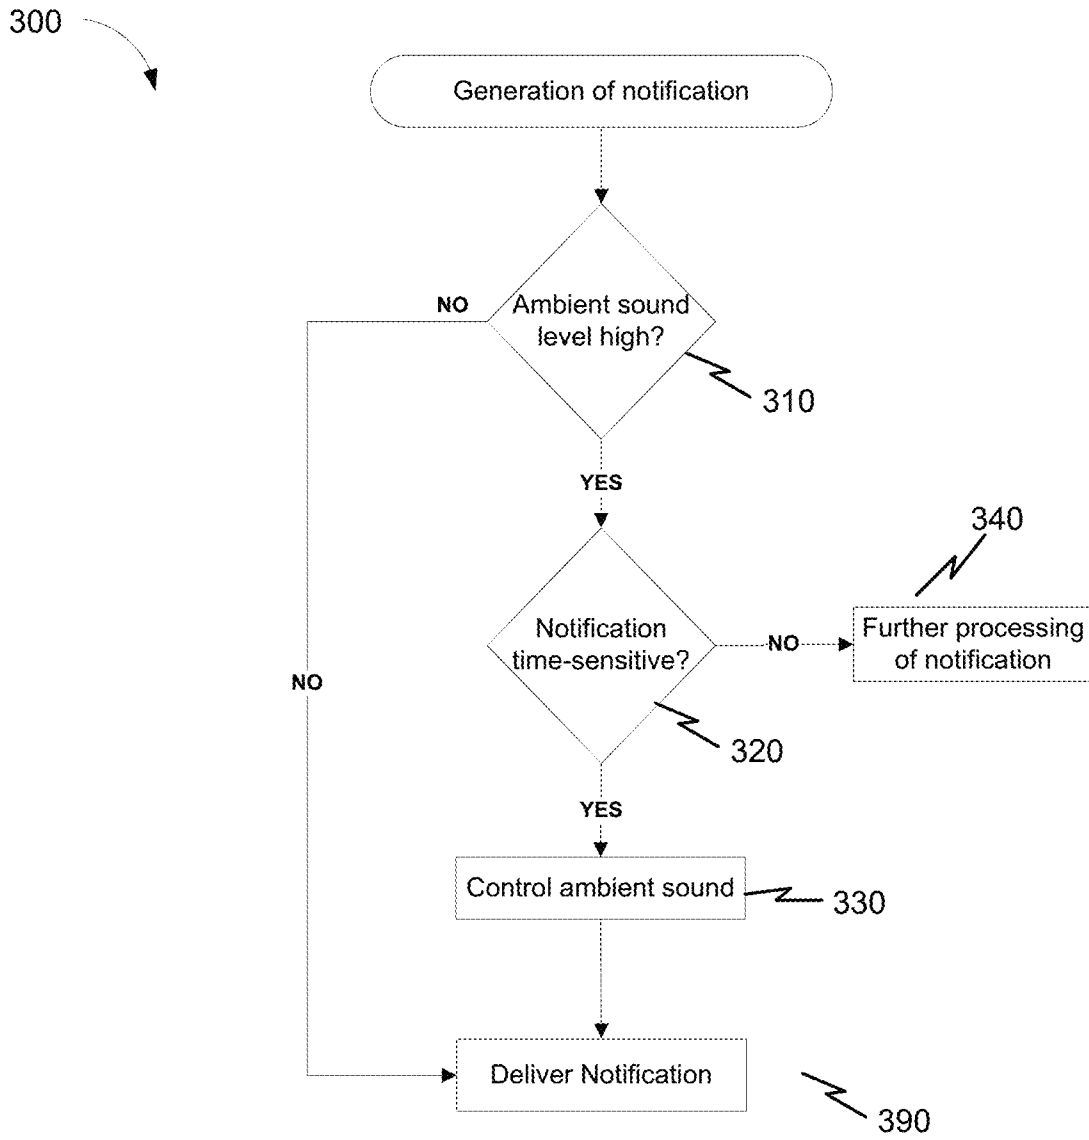 300
Generation of notification
NO
Ambient sound
level high?
310
YES
340
Notification
time-sensitive?
NO
Further processing
of notification
NO
320
YES
Control ambient sound
330
Deliver Notification
390